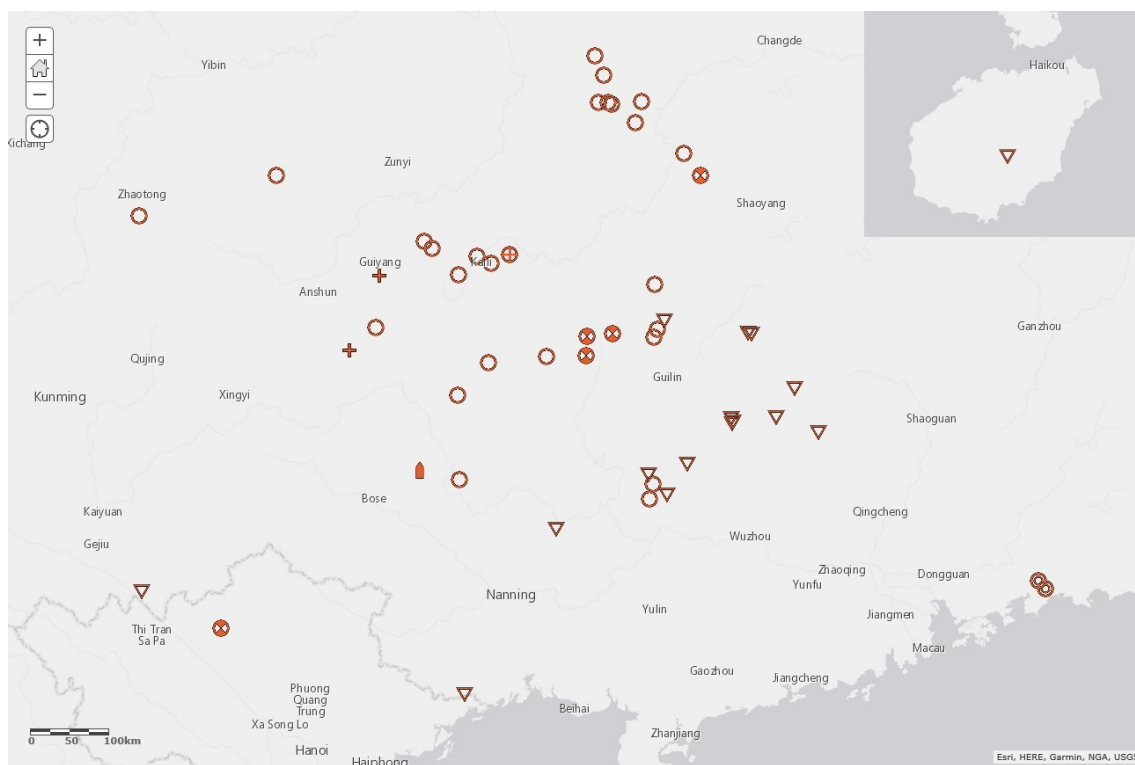 +
−
Changde
Yibin
Haikou
Xichang
Zunyi
Zhaotong
Shaoyang
Guiyang
Kaili
Anshun
Ganzhou
Qujing
Guilin
Kunming
Xingyi
Shaoguan
Bose
Kaiyuan
Qingcheng
Gejiu
Wuzhou
Zhaoqing
Dongguan
Yunfu
Nanning
Yulin
Jiangmen
Thi Tran
Sa Pa
Macau
Gaozhou
Jiangcheng
Phuong
Quang
Trung
Beihai
Xa Song Lo
Zhanjiang
0 50 100km
Hanoi
Haiphong
Esri, HERE, Garmin, NGA, USGS